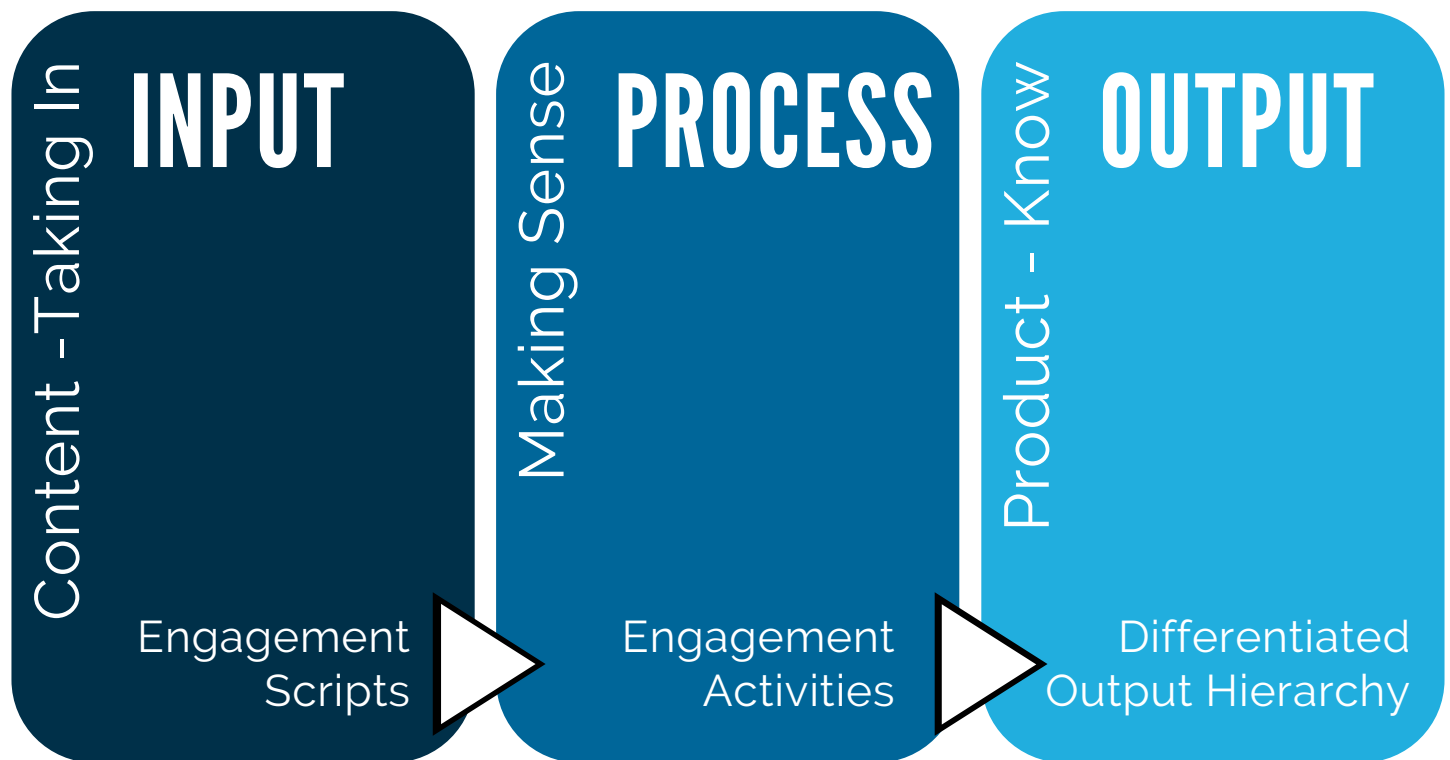 INPUT
Content -Taking In
Engagement
Scripts
PROCESS
Making Sense
Engagement
Activities
OUTPUT
Product - Know
Differentiated
Output Hierarchy